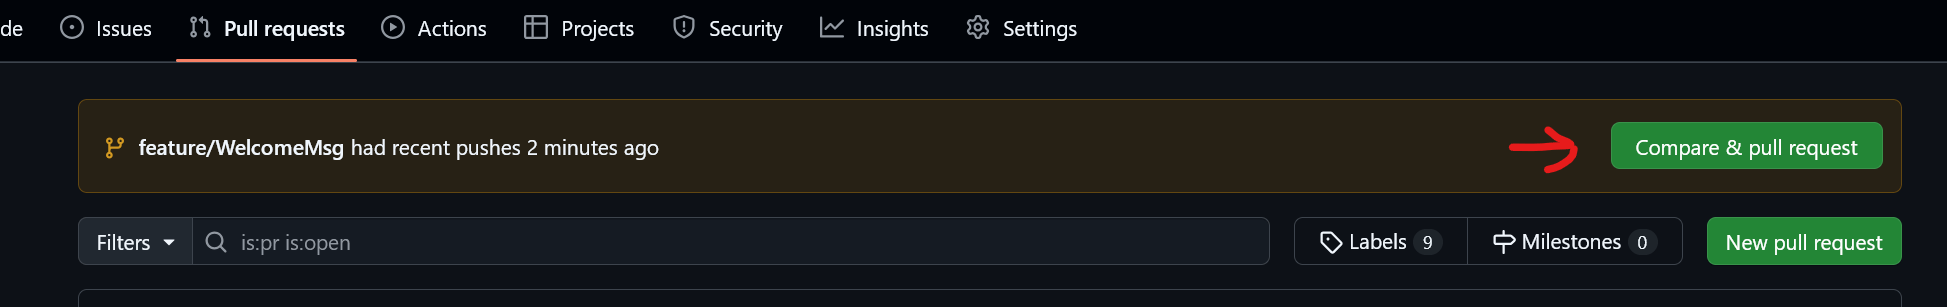 de Issues Pull requests Actions Projects Security Insights Settings
feature/WelcomeMsg had recent pushes 2 minutes ago Compare & pull request
Filters is:pr is:open Labels 9 Milestones 0 New pull request